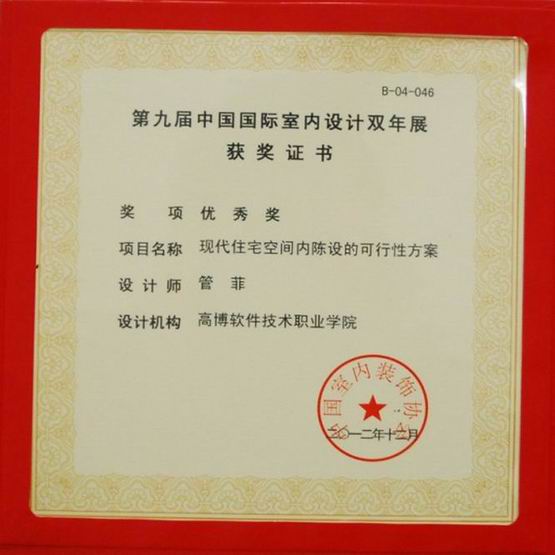 B-04-046
第九届中国国际室内设计双年展
获奖证书
奖项 优秀奖
项目名称 现代住宅空间内陈设的可行性方案
设计师 管菲
设计机构 高博软件技术职业学院
中国室内装饰协会
二〇一二年十二月